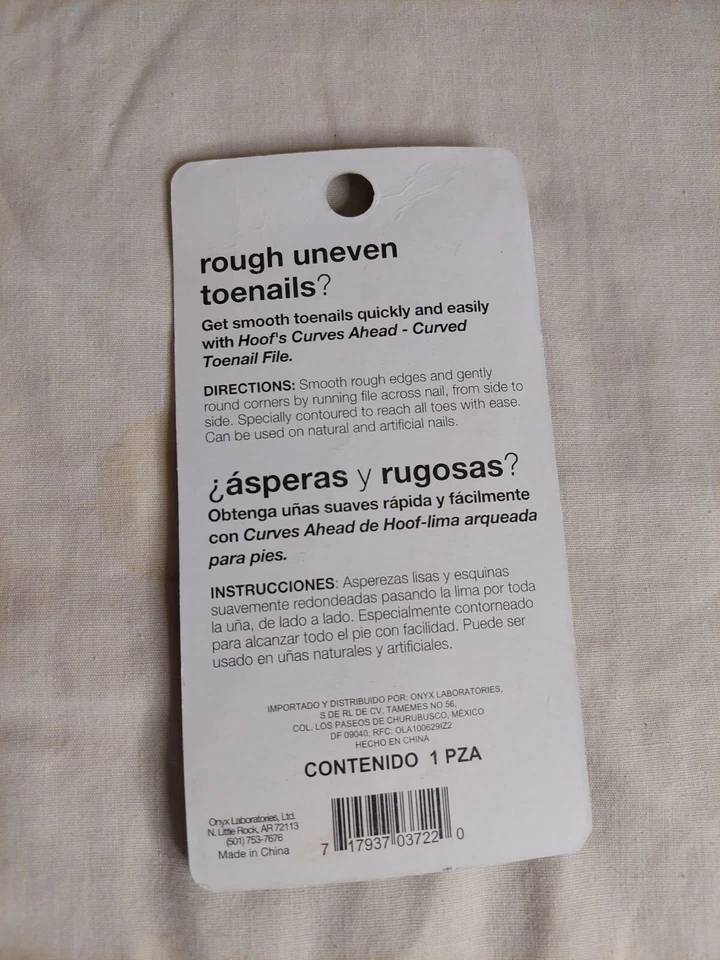 rough uneven
toenails?
Get smooth toenails quickly and easily
with Hoof's Curves Ahead - Curved
Toenail File.
DIRECTIONS: Smooth rough edges and gently
round corners by running file across nail, from side to
side. Specially contoured to reach all toes with ease.
Can be used on natural and artificial nails.
¿ásperas y rugosas?
Obtenga uñas suaves rápida y fácilmente
con Curves Ahead de Hoof-lima arqueada
para pies.
INSTRUCCIONES: Asperezas lisas y esquinas
suavemente redondeadas pasando la lima por toda
la uña, de lado a lado. Especialmente contorneado
para alcanzar todo el pie con facilidad. Puede ser
usado en uñas naturales y artificiales.
IMPORTADO Y DISTRIBUIDO POR: ONYX LABORATORIES,
S DE RL DE CV, TAMEMES NO 56,
COL. LOS PASEOS DE CHURUBUSCO, MÉXICO
DF 09040, RFC: OLA100629IZ2
HECHO EN CHINA
CONTENIDO 1 PZA
Onyx Laboratories, Ltd.
N. Little Rock, AR 72113
(501) 753-7676
Made in China
7 17937 03722 0